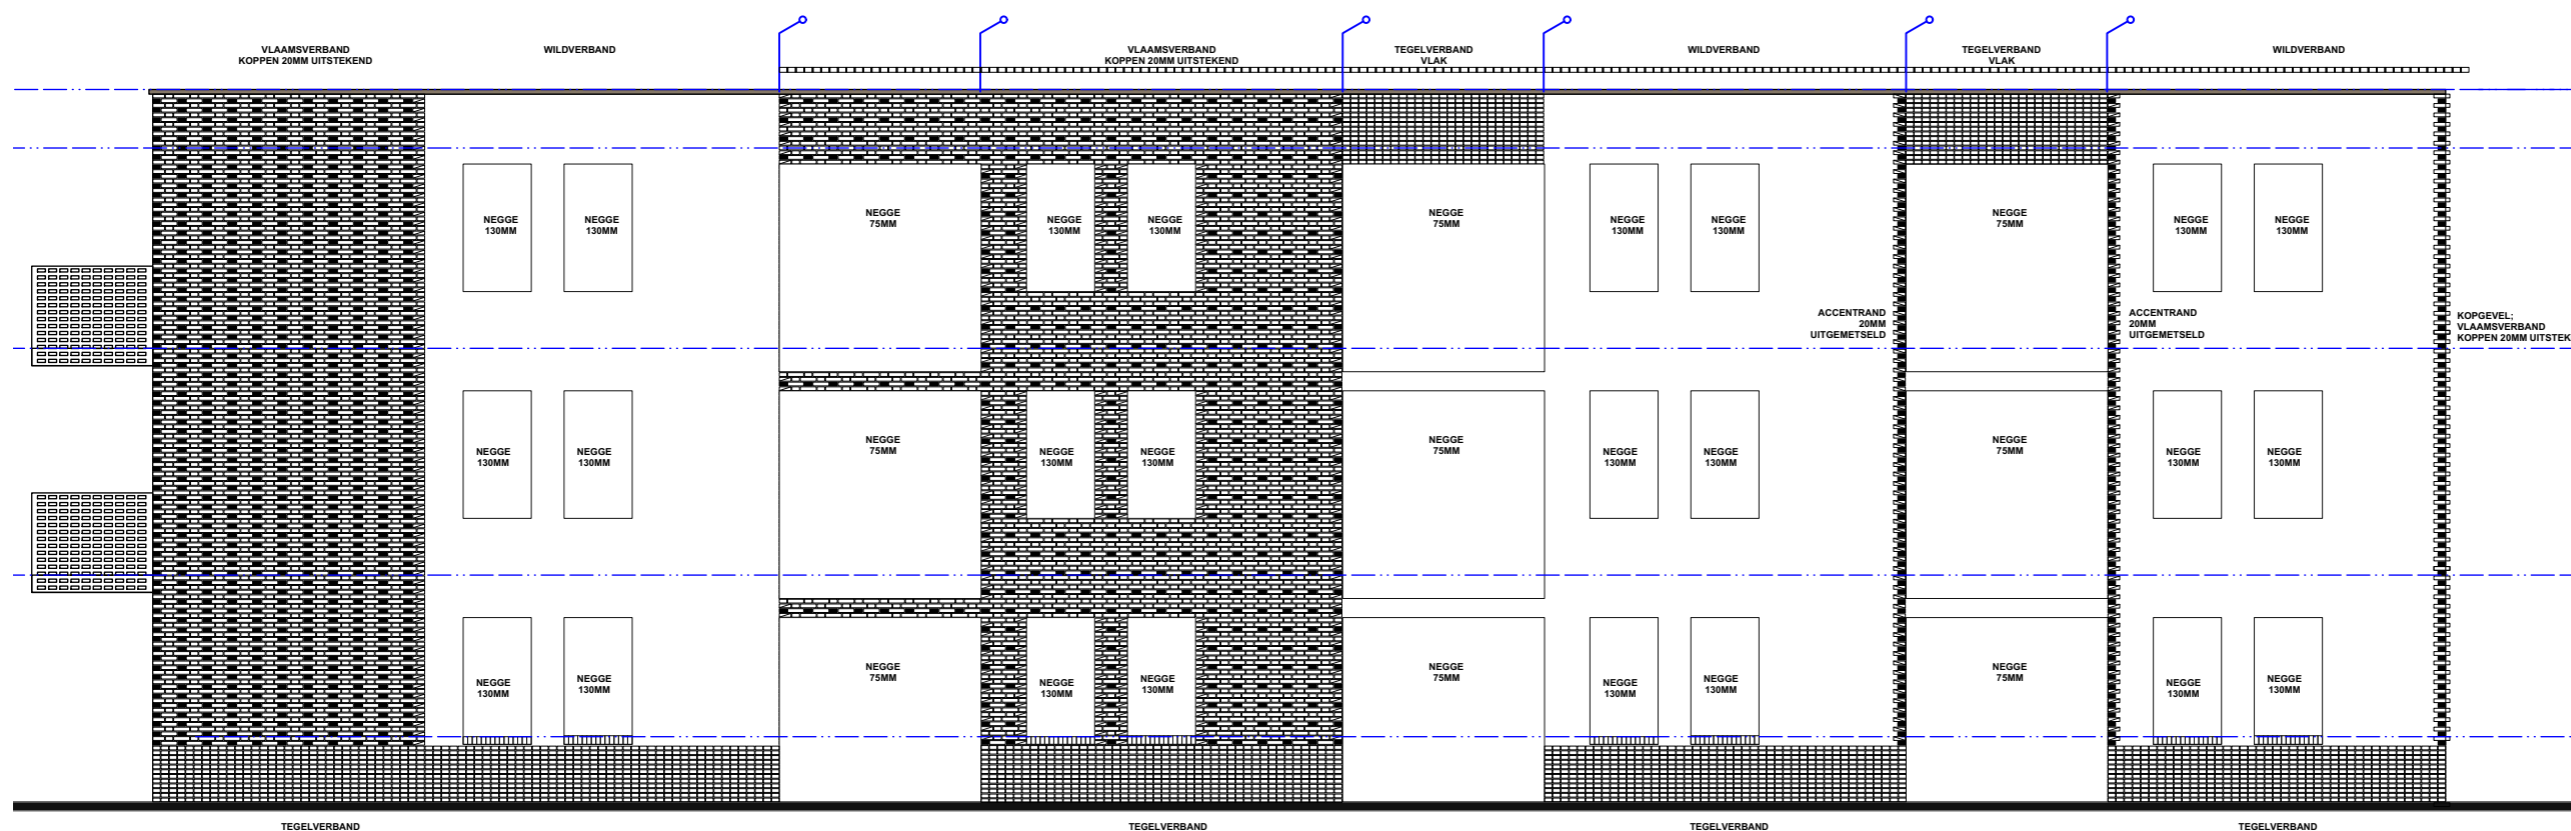 VLAAMSVERBAND
KOPPEN 20MM UITSTEKEND
WILDVERBAND
VLAAMSVERBAND
KOPPEN 20MM UITSTEKEND
TEGELVERBAND
VLAK
WILDVERBAND
TEGELVERBAND
VLAK
WILDVERBAND
NEGGE
130MM
NEGGE
130MM
NEGGE
75MM
NEGGE
130MM
NEGGE
130MM
NEGGE
75MM
NEGGE
130MM
NEGGE
130MM
NEGGE
75MM
NEGGE
130MM
NEGGE
130MM
ACCENTRAND
20MM
UITGEMETSELD
ACCENTRAND
20MM
UITGEMETSELD
KOPGEVEL;
VLAAMSVERBAND
KOPPEN 20MM UITSTEK
NEGGE
130MM
NEGGE
130MM
NEGGE
75MM
NEGGE
130MM
NEGGE
130MM
NEGGE
75MM
NEGGE
130MM
NEGGE
130MM
NEGGE
75MM
NEGGE
130MM
NEGGE
130MM
NEGGE
130MM
NEGGE
130MM
NEGGE
75MM
NEGGE
130MM
NEGGE
130MM
NEGGE
75MM
NEGGE
130MM
NEGGE
130MM
NEGGE
75MM
NEGGE
130MM
NEGGE
130MM
TEGELVERBAND
TEGELVERBAND
TEGELVERBAND
TEGELVERBAND